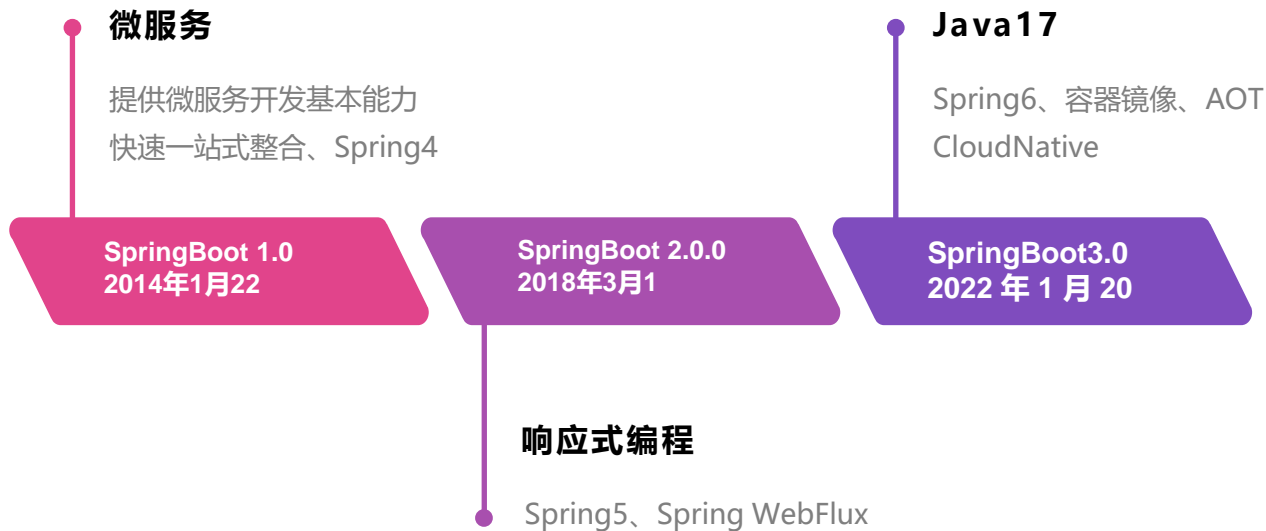 微服务
提供微服务开发基本能力
快速一站式整合、Spring4
Java17
Spring6、容器镜像、AOT
CloudNative
SpringBoot 1.0
2014年1月22
SpringBoot 2.0.0
2018年3月1
SpringBoot3.0
2022 年 1 月 20
响应式编程
Spring5、Spring WebFlux